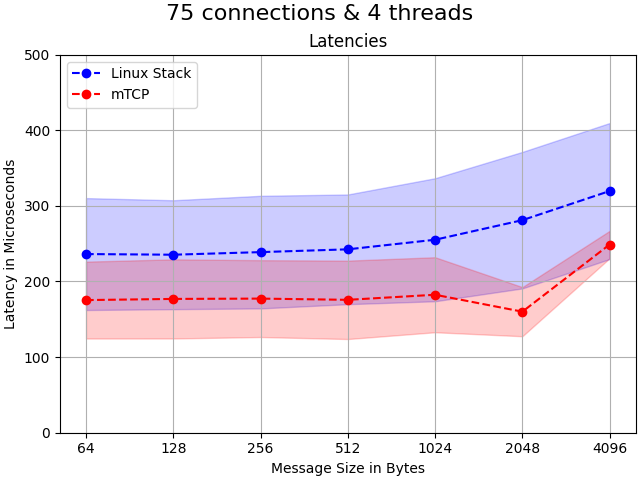 75 connections & 4 threads
Latencies
Linux Stack
mTCP
Latency in Microseconds
500
400
300
200
100
0
64 128 256 512 1024 2048 4096
Message Size in Bytes